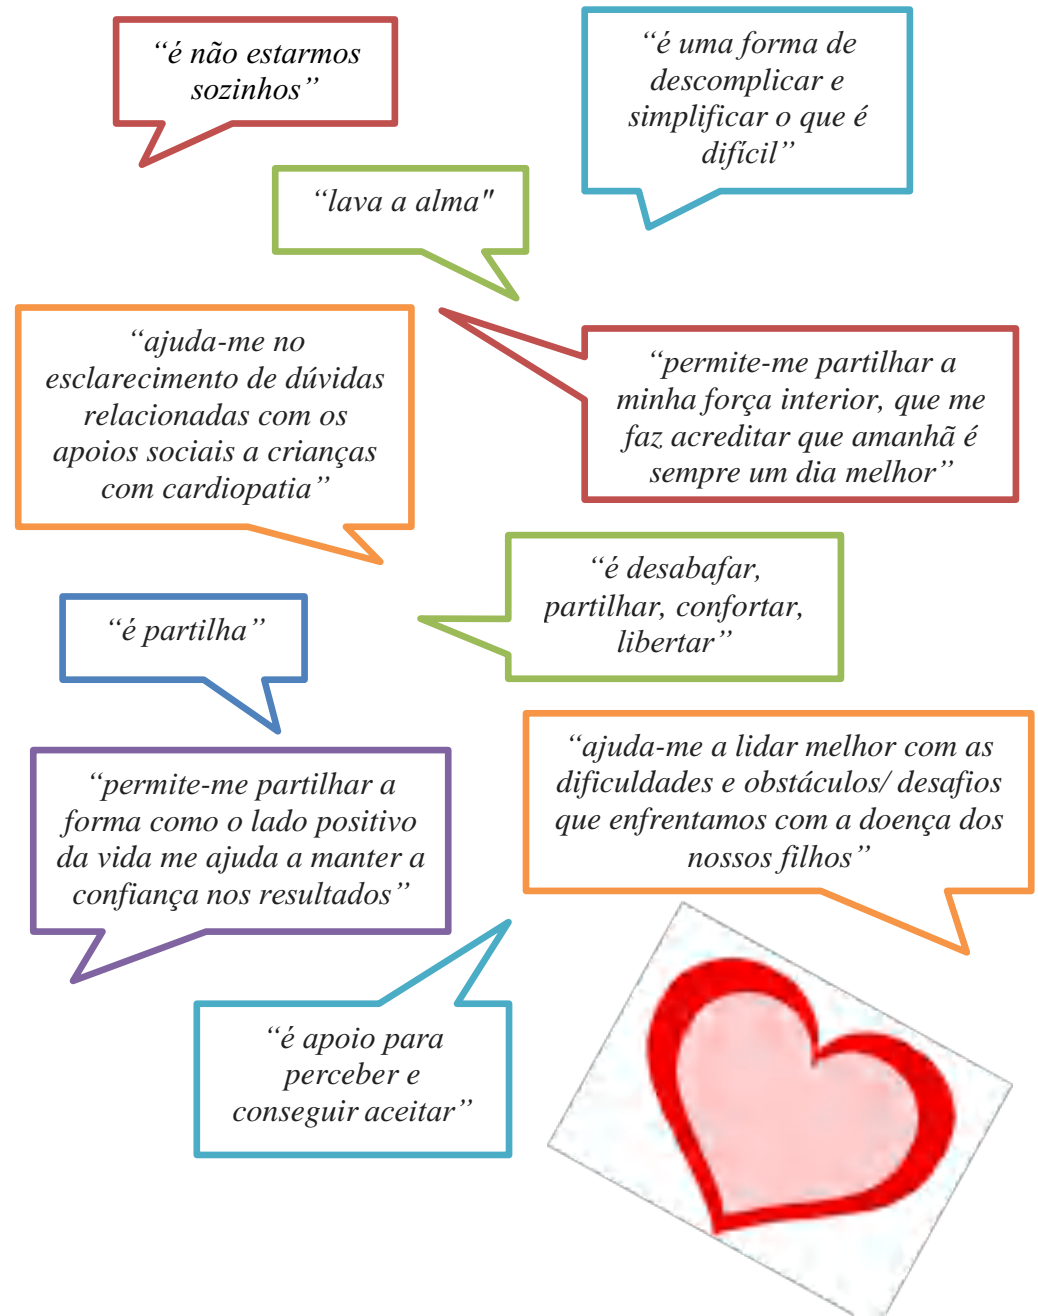 “é não estarmos
sozinhos”
“é uma forma de
descomplicar e
simplificar o que é
difícil”
“lava a alma"
“ajuda-me no
esclarecimento de dúvidas
relacionadas com os
apoios sociais a crianças
com cardiopatia”
“permite-me partilhar a
minha força interior, que me
faz acreditar que amanhã é
sempre um dia melhor”
“é desabafar,
partilhar, confortar,
libertar”
“é partilha”
“ajuda-me a lidar melhor com as
dificuldades e obstáculos/ desafios
que enfrentamos com a doença dos
nossos filhos”
“permite-me partilhar a
forma como o lado positivo
da vida me ajuda a manter a
confiança nos resultados”
“é apoio para
perceber e
conseguir aceitar”